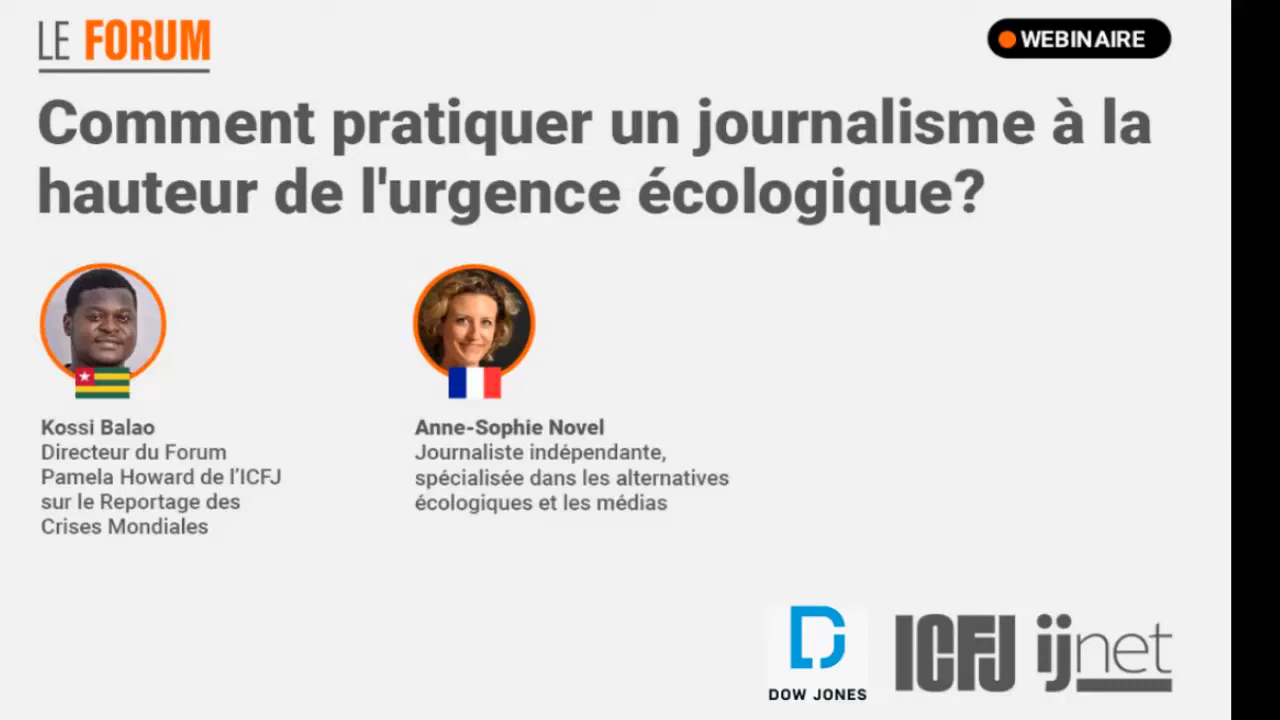 LE FORUM
WEBINAIRE
Comment pratiquer un journalisme à la
hauteur de l'urgence écologique?
Kossi Balao
Directeur du Forum
Pamela Howard de l’ICFJ
sur le Reportage des
Crises Mondiales
Anne-Sophie Novel
Journaliste indépendante,
spécialisée dans les alternatives
écologiques et les médias
DOW JONES
ICFJ
ijnet